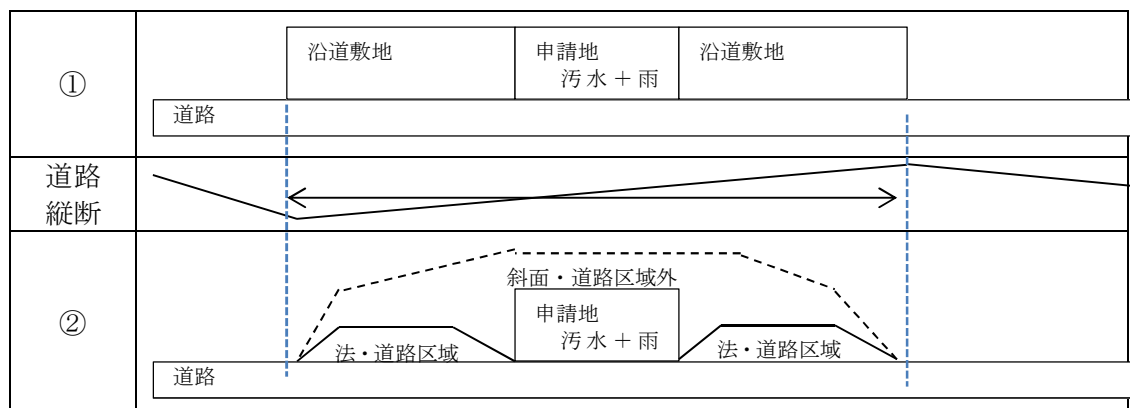 ①
沿道敷地
申請地
汚水＋雨
沿道敷地
道路
道路
縦断
②
斜面・道路区域外
申請地
汚水＋雨
法・道路区域
法・道路区域
道路